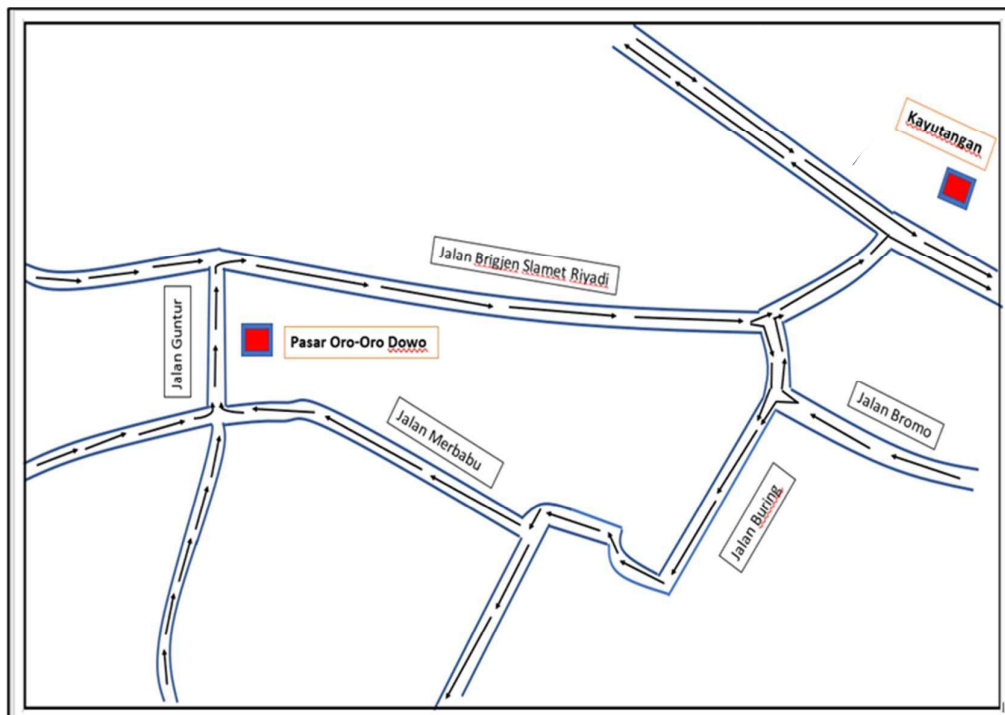 Kayutangan
Jalan Brigjen Slamet Riyadi
Jalan Guntur
Pasar Oro-Oro Dowo
Jalan Merbabu
Jalan Bromo
Jalan Buring